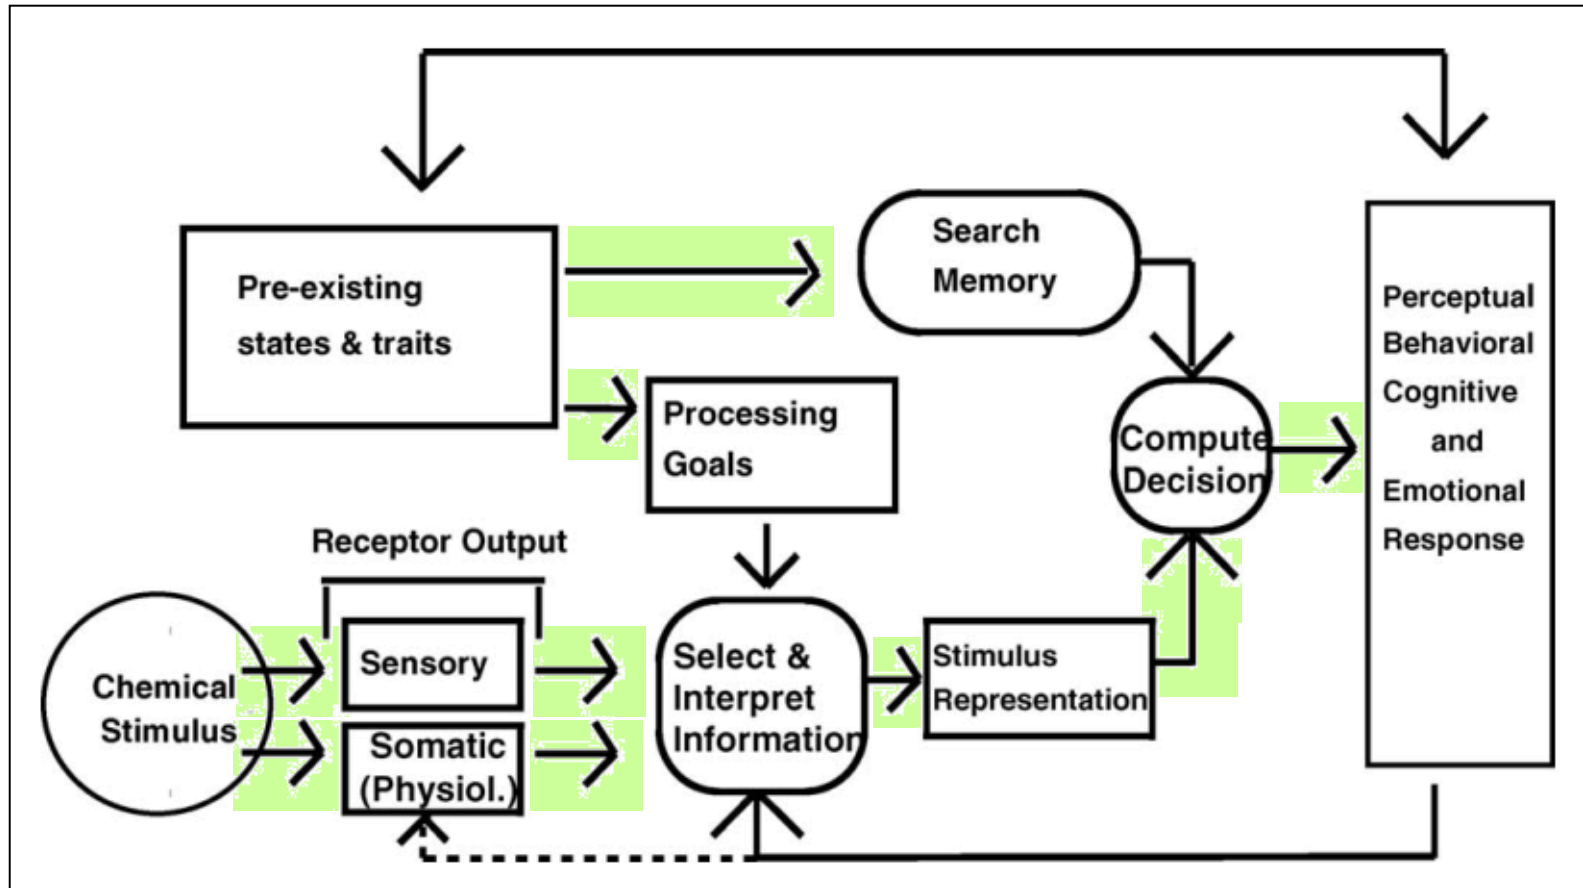 Pre-existing
states & traits
Search
Memory
Processing
Goals
Compute
Decision
Perceptual
Behavioral
Cognitive
and
Emotional
Response
Receptor Output
Chemical
Stimulus
Sensory
Somatic
(Physiol.)
Select &
Interpret
Information
Stimulus
Representation